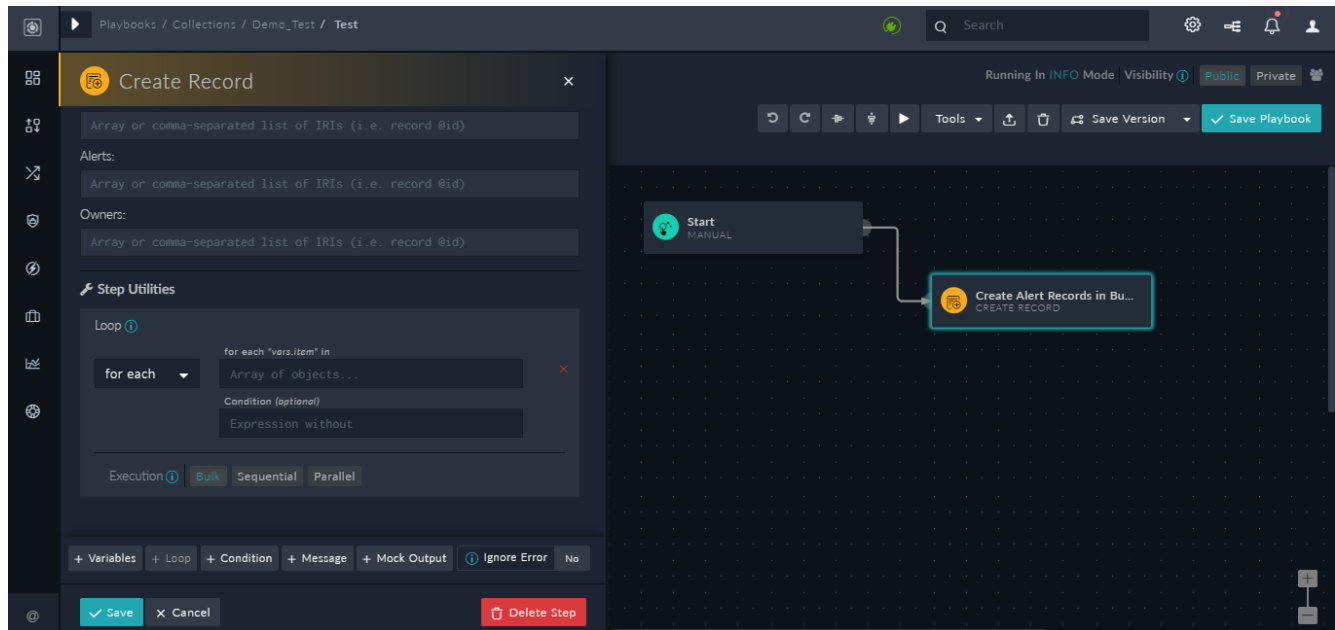 Playbooks / Collections / Demo_Test / Test
Search
Create Record
Running In INFO Mode Visibility Public Private
Tools Save Version Save Playbook
Array or comma-separated list of IRIs (i.e. record @id)
Alerts:
Array or comma-separated list of IRIs (i.e. record @id)
Owners:
Array or comma-separated list of IRIs (i.e. record @id)
Step Utilities
Loop
for each "vars.item" in
for each
Array of objects...
Condition (optional)
Expression without
Execution Bulk Sequential Parallel
+ Variables + Loop + Condition + Message + Mock Output Ignore Error No
Save × Cancel Delete Step
Start
MANUAL
Create Alert Records in Bu...
CREATE RECORD